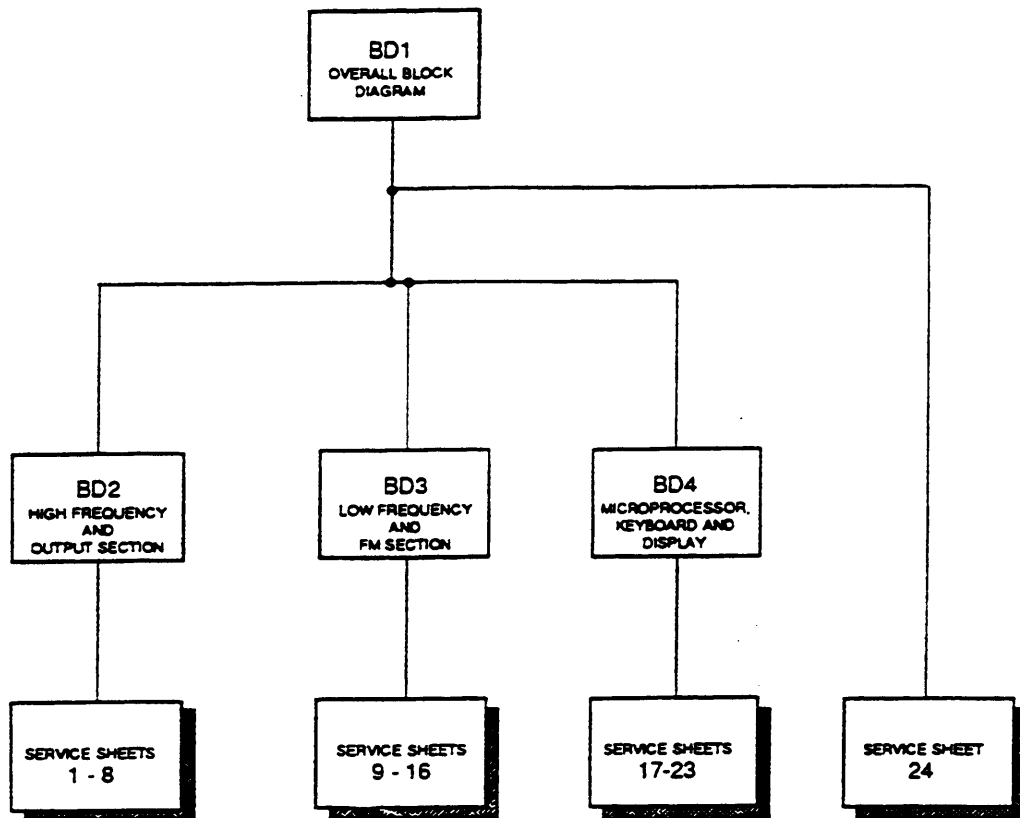 BD1
OVERALL BLOCK
DIAGRAM
BD2
HIGH FREQUENCY
AND
OUTPUT SECTION
BD3
LOW FREQUENCY
AND
FM SECTION
BD4
MICROPROCESSOR,
KEYBOARD AND
DISPLAY
SERVICE SHEETS
1 - 8
SERVICE SHEETS
9 - 16
SERVICE SHEETS
17-23
SERVICE SHEET
24